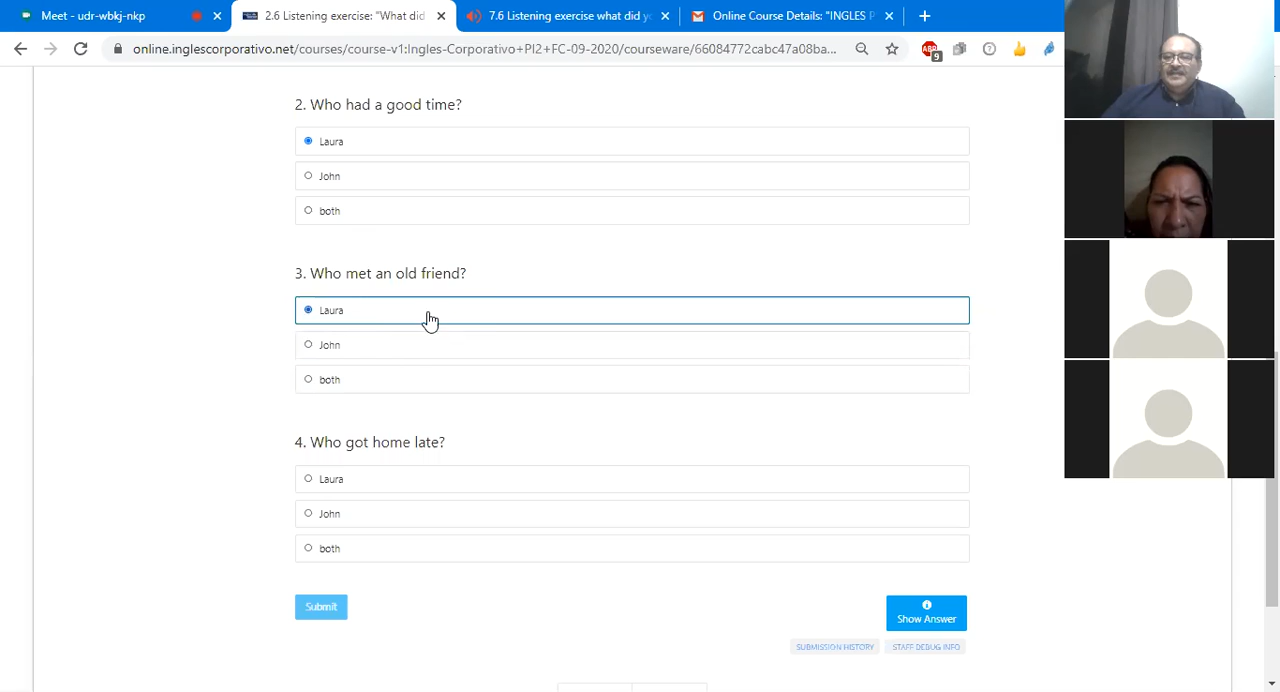 Meet - udr-wbkj-nkp
2.6 Listening exercise: "What did
7.6 Listening exercise what did yo
Online Course Details: "INGLES P
online.inglescorporativo.net/courses/course-v1:Ingles-Corporativo+PI2+FC-09-2020/courseware/66084772cabc47a08ba...
ABP
9
2. Who had a good time?
Laura
John
both
3. Who met an old friend?
Laura
John
both
4. Who got home late?
Laura
John
both
Submit
Show Answer
SUBMISSION HISTORY
STAFF DEBUG INFO